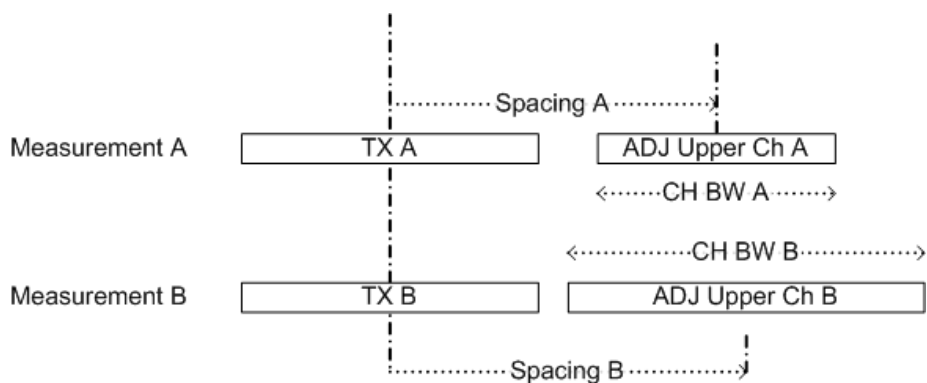 Spacing A
Measurement A TX A ADJ Upper Ch A
CH BW A
CH BW B
Measurement B TX B ADJ Upper Ch B
Spacing B